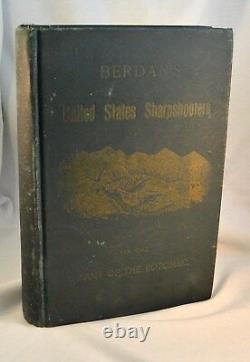 BERDAN'S
United States Sharpshooters
IN THE
ARMY OF THE POTOMAC